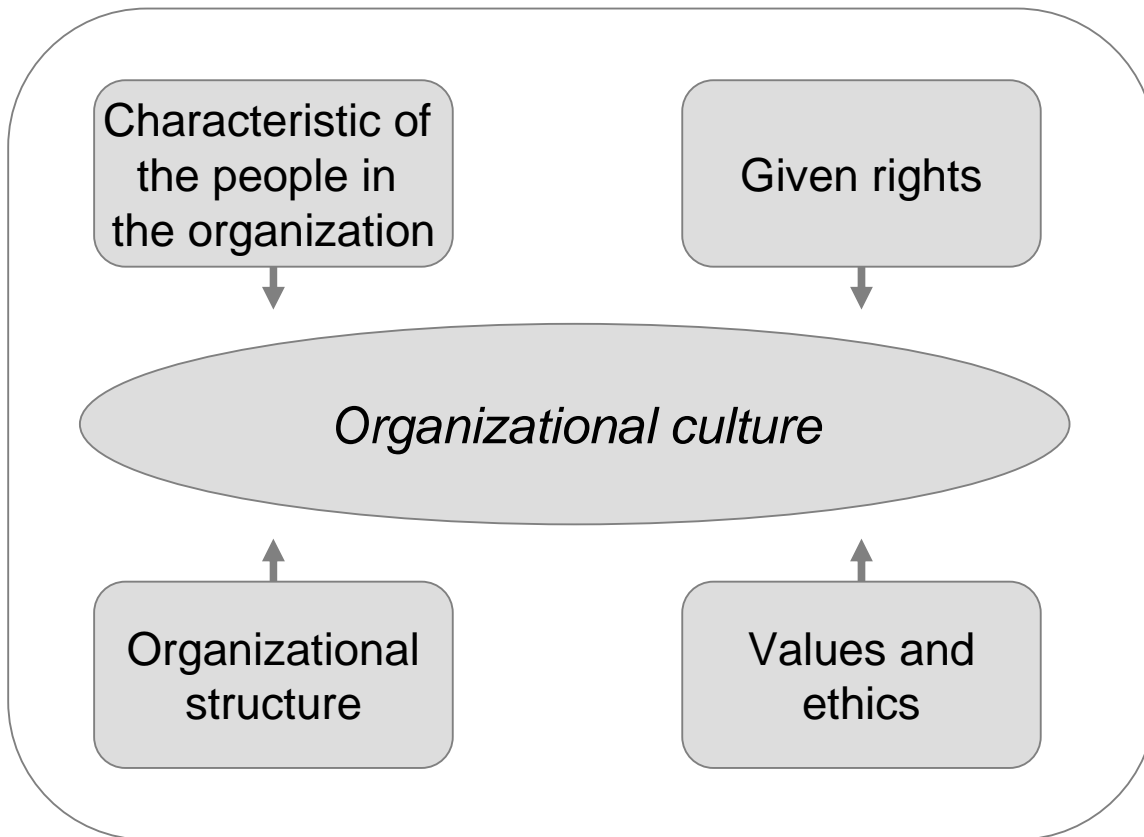 Characteristic of
the people in
the organization
Given rights
Organizational culture
Organizational
structure
Values and
ethics